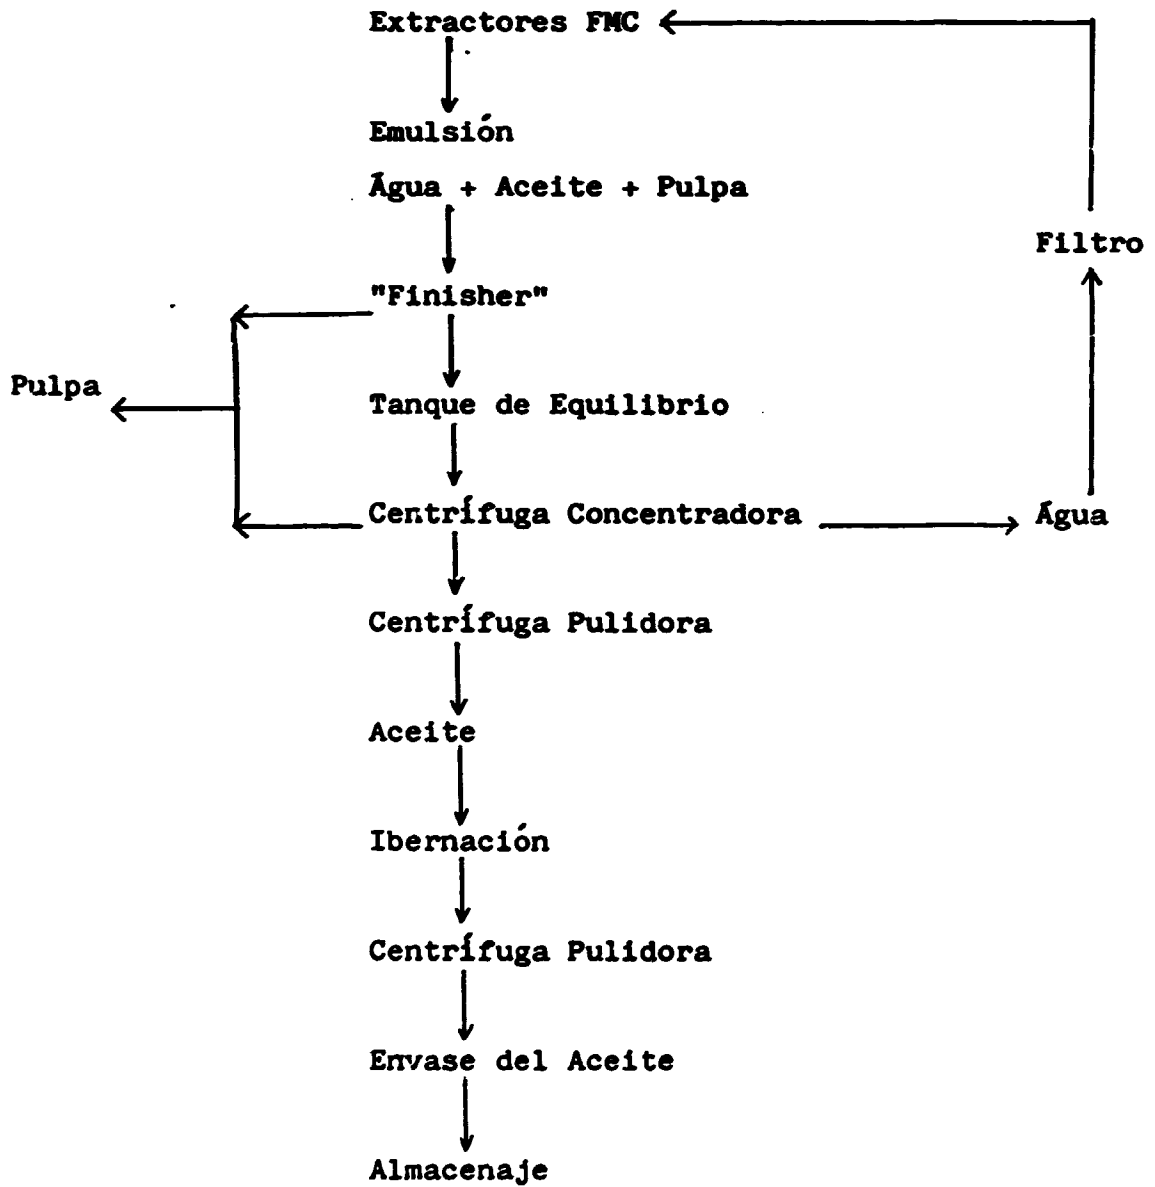 Extractores FMC
Emulsión
Água + Aceite + Pulpa
Filtro
"Finisher"
Pulpa
Tanque de Equilibrio
Centrífuga Concentradora
Água
Centrífuga Pulidora
Aceite
Ibernación
Centrífuga Pulidora
Envase del Aceite
Almacenaje